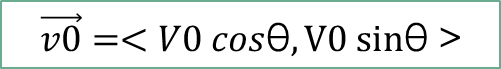 v0 =< V0 cosθ, V0 sinθ >